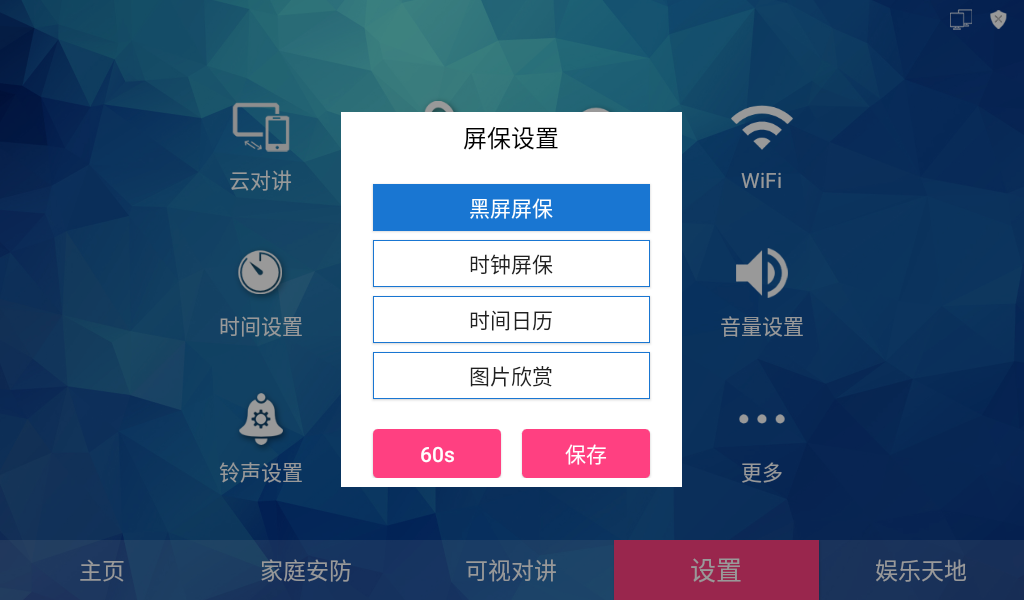 屏保设置
云对讲
WiFi
黑屏屏保
时钟屏保
时间设置
音量设置
时间日历
图片欣赏
60s
保存
铃声设置
更多
主页
家庭安防
可视对讲
设置
娱乐天地